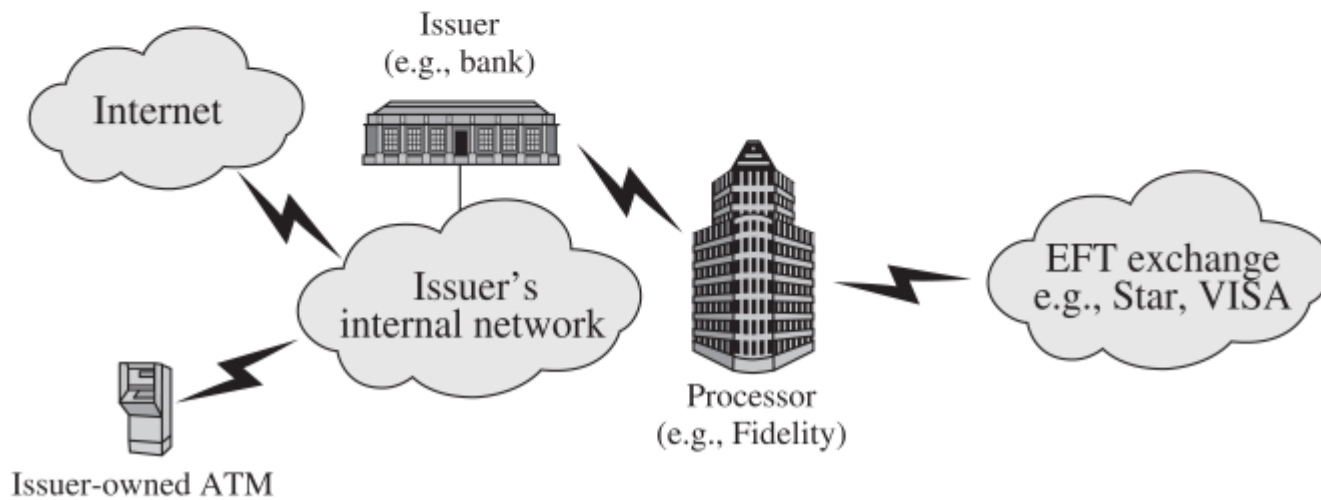 Issuer
(e.g., bank)
Internet
Issuer's
internal network
EFT exchange
e.g., Star, VISA
Processor
(e.g., Fidelity)
Issuer-owned ATM